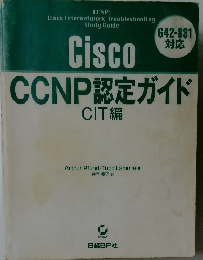 CCNP:
Cisco Internetwork Troubleshooting
Study Guide
642-831
対応
Cisco
CCNP認定ガイド
CIT編
日経BP社